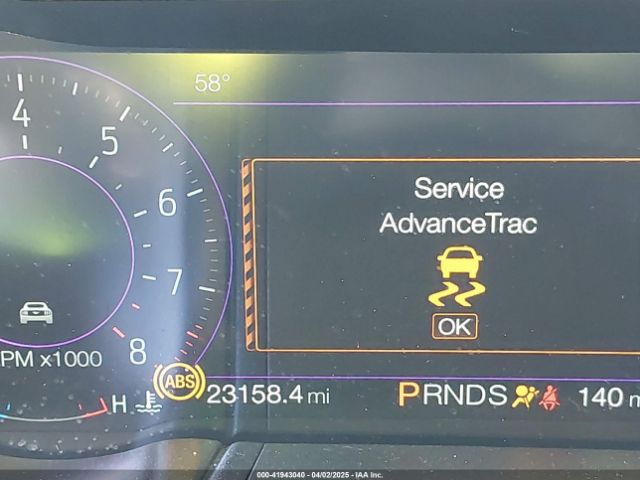 58°
4
5
6
7
8
Service
AdvanceTrac
OK
PM x1000
H
ABS
23158.4 mi
PRNDS
140 m
000-41943040 - 04/02/2025 - IAA Inc.